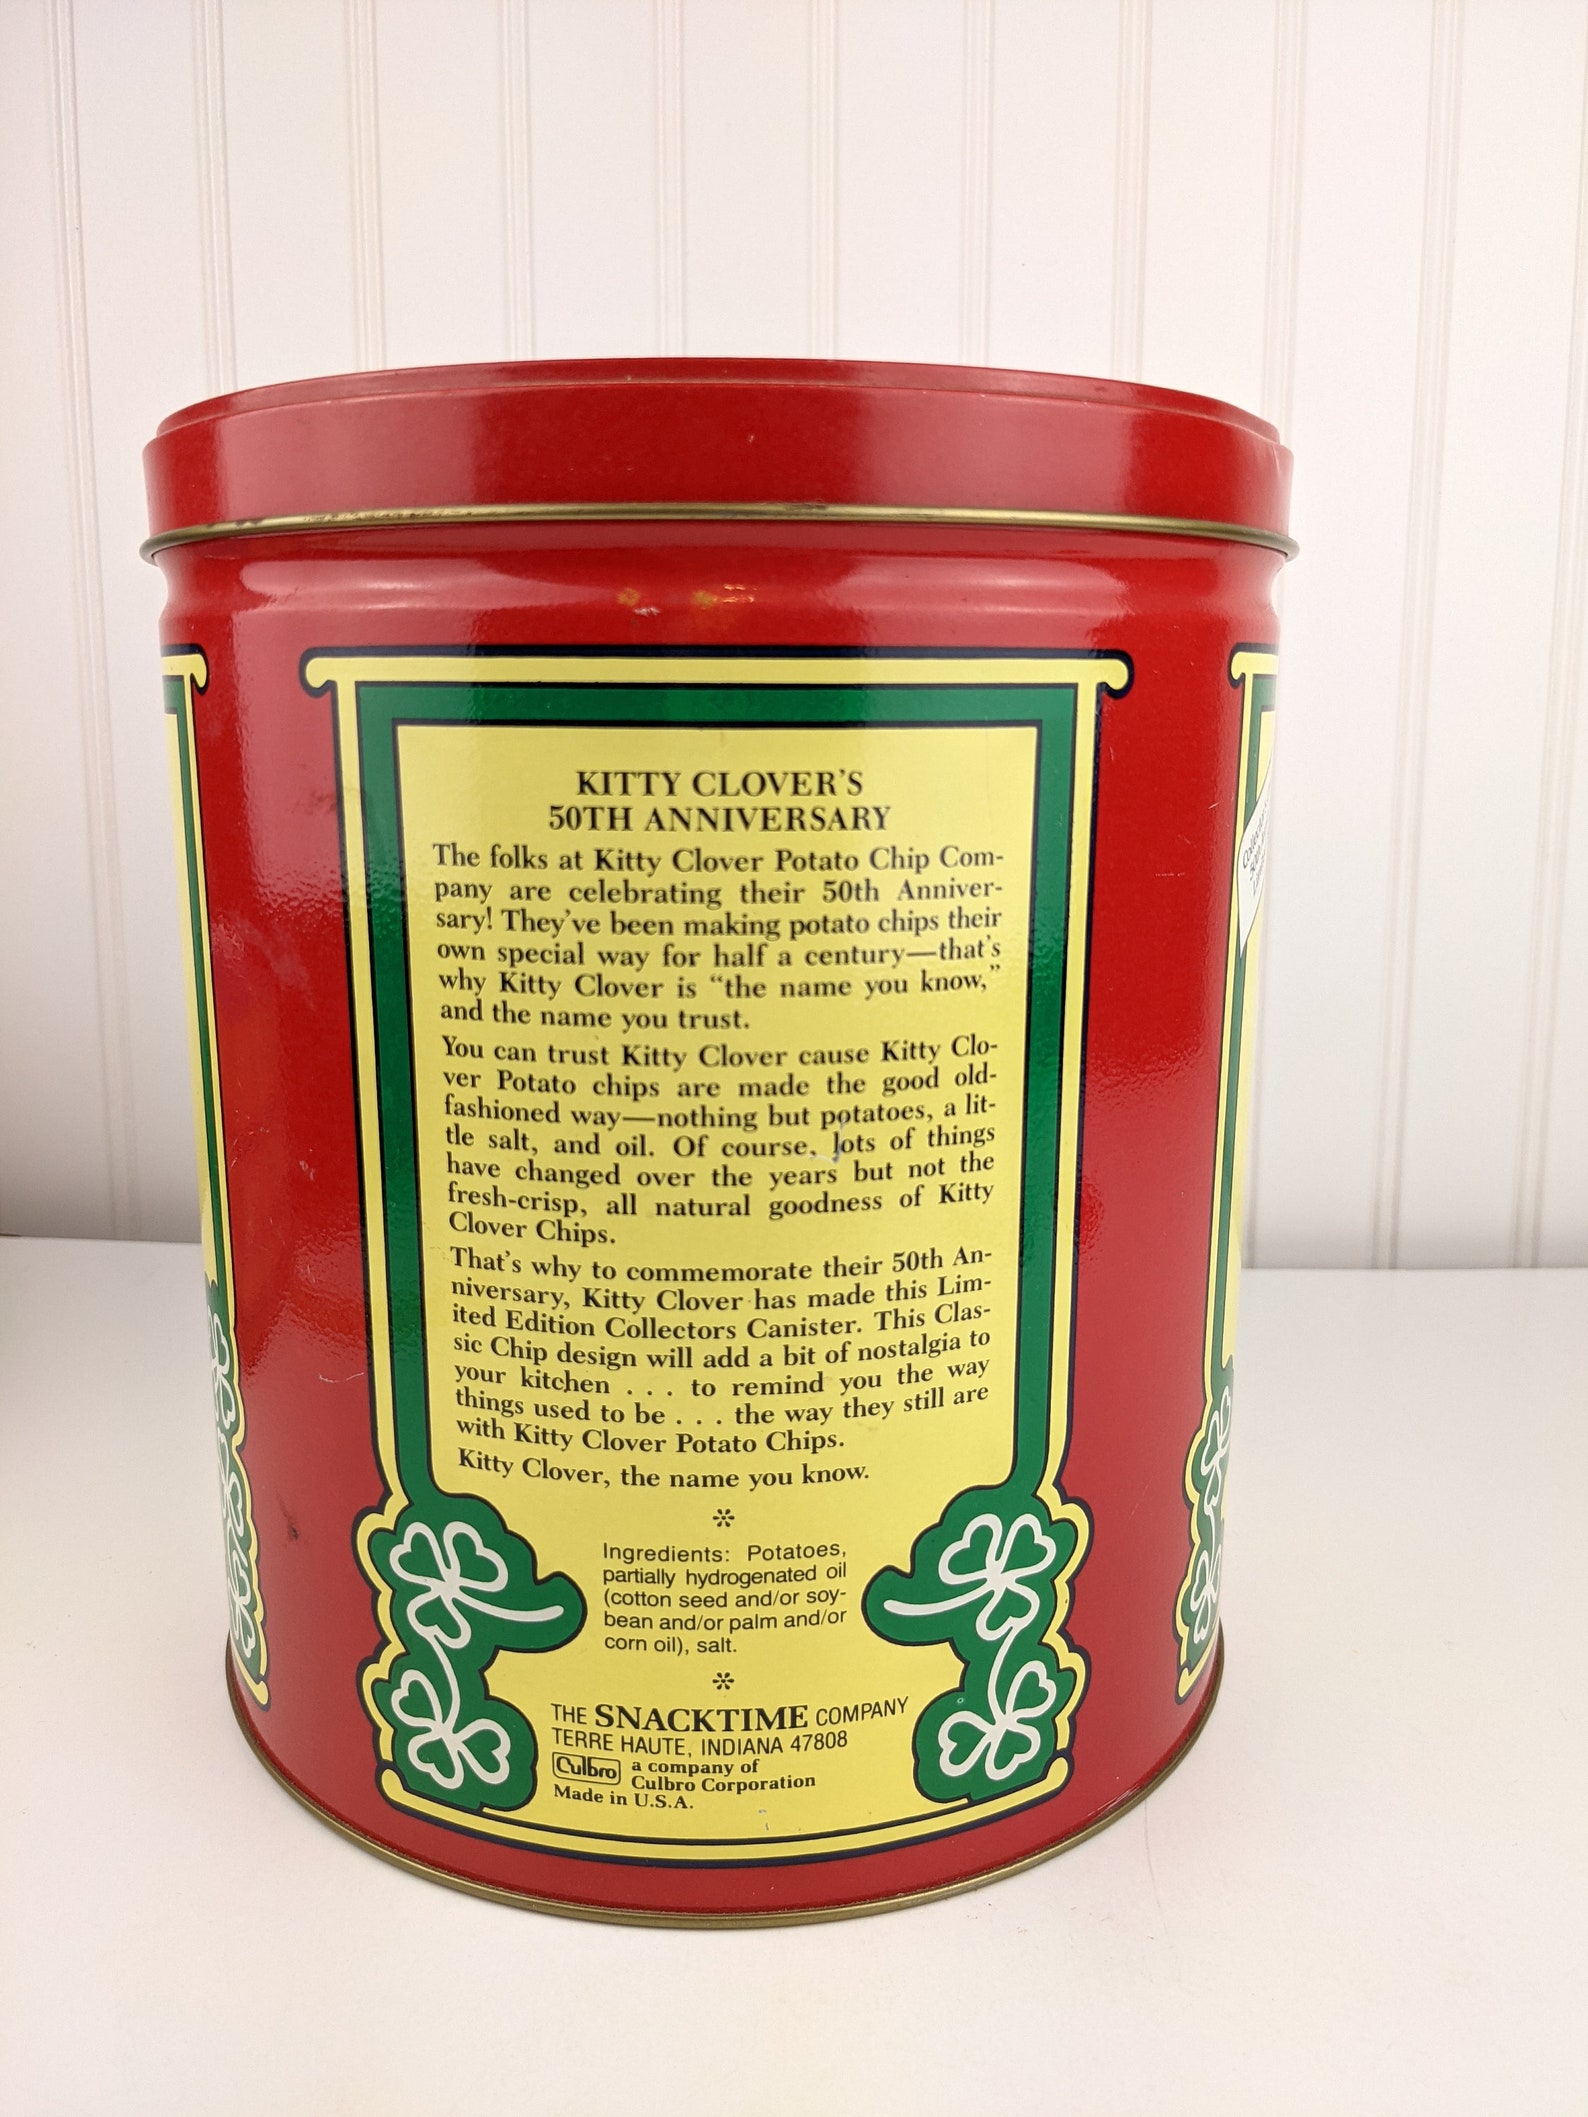 KITTY CLOVER'S
50TH ANNIVERSARY
The folks at Kitty Clover Potato Chip Com-
pany are celebrating their 50th Anniver-
sary! They've been making potato chips their
own special way for half a century—that's
why Kitty Clover is "the name you know,"
and the name you trust.
You can trust Kitty Clover cause Kitty Clo-
ver Potato chips are made the good old-
fashioned way—nothing but potatoes, a lit-
tle salt, and oil. Of course, lots of things
have changed over the years but not the
fresh-crisp, all natural goodness of Kitty
Clover Chips.
That's why to commemorate their 50th An-
niversary, Kitty Clover has made this Lim-
ited Edition Collectors Canister. This Clas-
sic Chip design will add a bit of nostalgia to
your kitchen . . . to remind you the way
things used to be . . . the way they still are
with Kitty Clover Potato Chips.
Kitty Clover, the name you know.
Ingredients: Potatoes,
partially hydrogenated oil
(cotton seed and/or soy-
bean and/or palm and/or
corn oil), salt.
THE SNACKTIME COMPANY
TERRE HAUTE, INDIANA 47808
Culbro a company of
Culbro Corporation
Made in U.S.A.